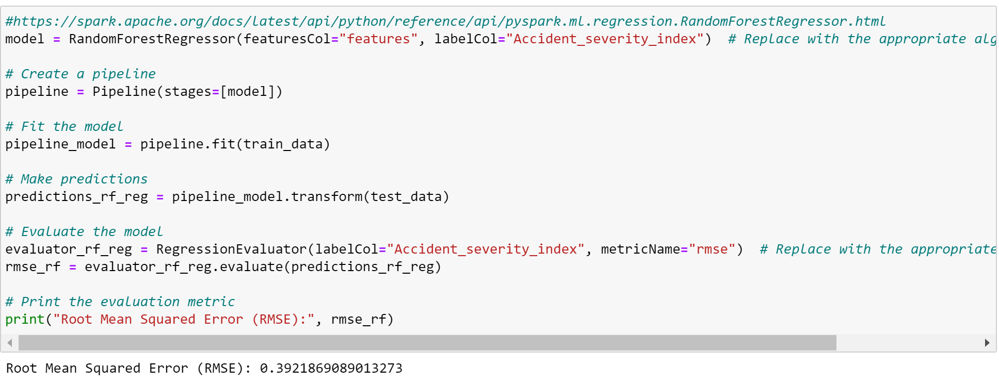 #https://spark.apache.org/docs/latest/api/python/reference/api/pyspark.ml.regression.RandomForestRegressor.html
model = RandomForestRegressor(featuresCol="features", labelCol="Accident_severity_index")  # Replace with the appropriate alg
# Create a pipeline
pipeline = Pipeline(stages=[model])
# Fit the model
pipeline_model = pipeline.fit(train_data)
# Make predictions
predictions_rf_reg = pipeline_model.transform(test_data)
# Evaluate the model
evaluator_rf_reg = RegressionEvaluator(labelCol="Accident_severity_index", metricName="rmse")  # Replace with the appropriate
rmse_rf = evaluator_rf_reg.evaluate(predictions_rf_reg)
# Print the evaluation metric
print("Root Mean Squared Error (RMSE):", rmse_rf)
Root Mean Squared Error (RMSE): 0.3921869089013273